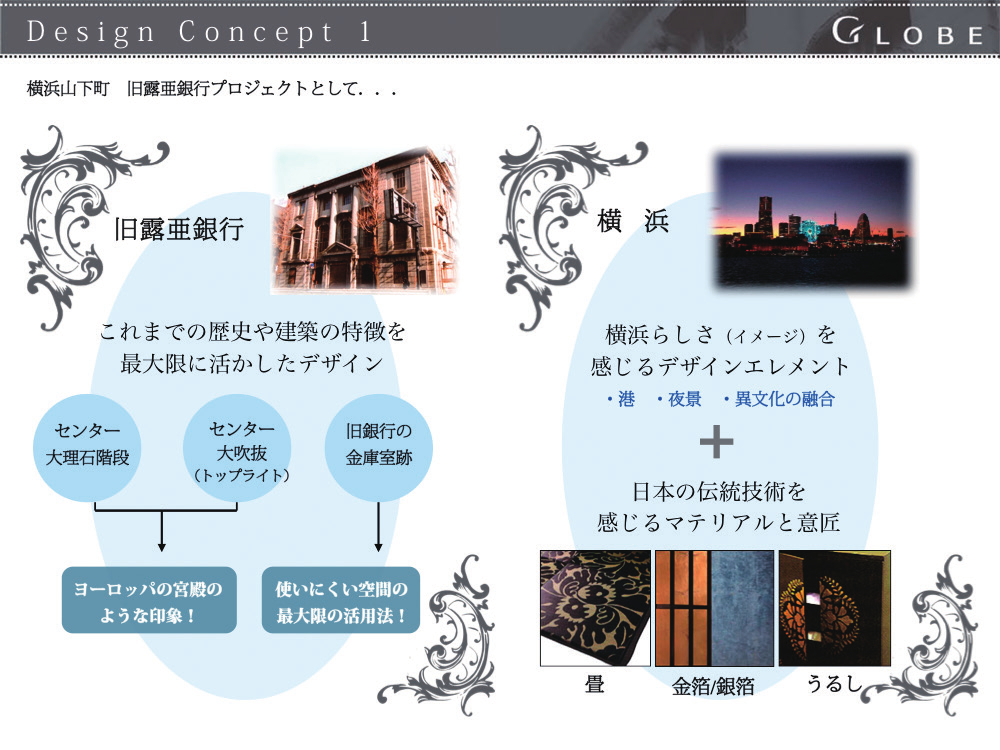 Design Concept 1
GLOBE
横浜山下町　旧露亜銀行プロジェクトとして．．．
旧露亜銀行
これまでの歴史や建築の特徴を
最大限に活かしたデザイン
センター
大理石階段
センター
大吹抜
（トップライト）
旧銀行の
金庫室跡
ヨーロッパの宮殿の
ような印象！
使いにくい空間の
最大限の活用法！
横　浜
横浜らしさ（イメージ）を
感じるデザインエレメント
・港　・夜景　・異文化の融合
＋
日本の伝統技術を
感じるマテリアルと意匠
畳
金箔/銀箔
うるし